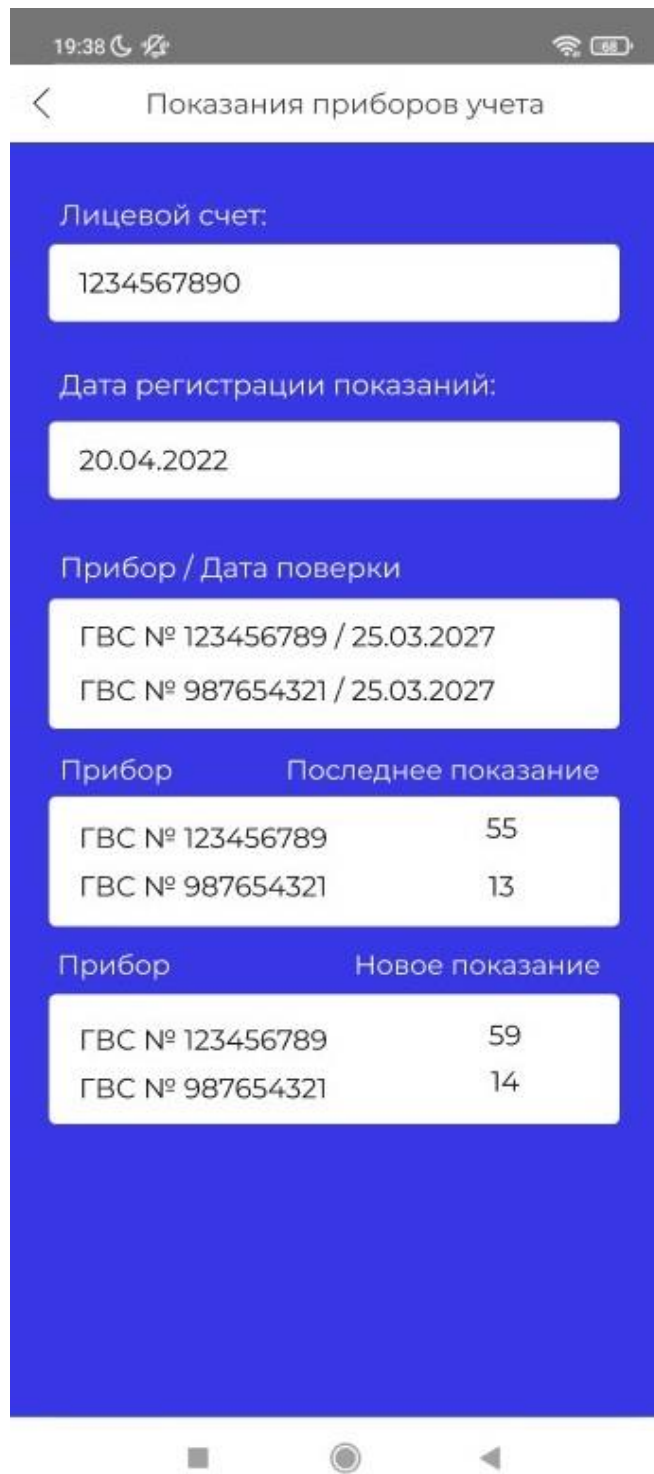 19:38
68
Показания приборов учета
Лицевой счет:
1234567890
Дата регистрации показаний:
20.04.2022
Прибор / Дата поверки
ГВС № 123456789 / 25.03.2027
ГВС № 987654321 / 25.03.2027
Прибор Последнее показание
ГВС № 123456789 55
ГВС № 987654321 13
Прибор Новое показание
ГВС № 123456789 59
ГВС № 987654321 14